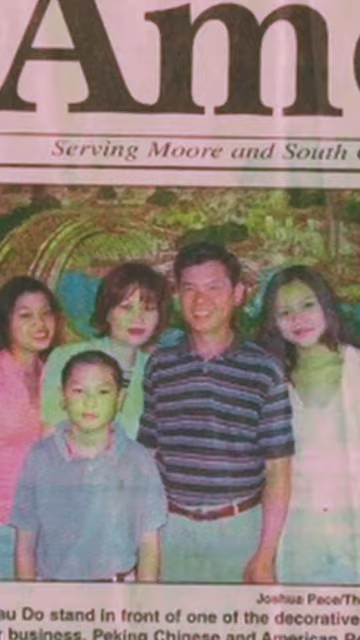 Ame
Serving Moore and South
Joshua Pace/Th
au Do stand in front of one of the decorative
r business, Peking Chinese and American